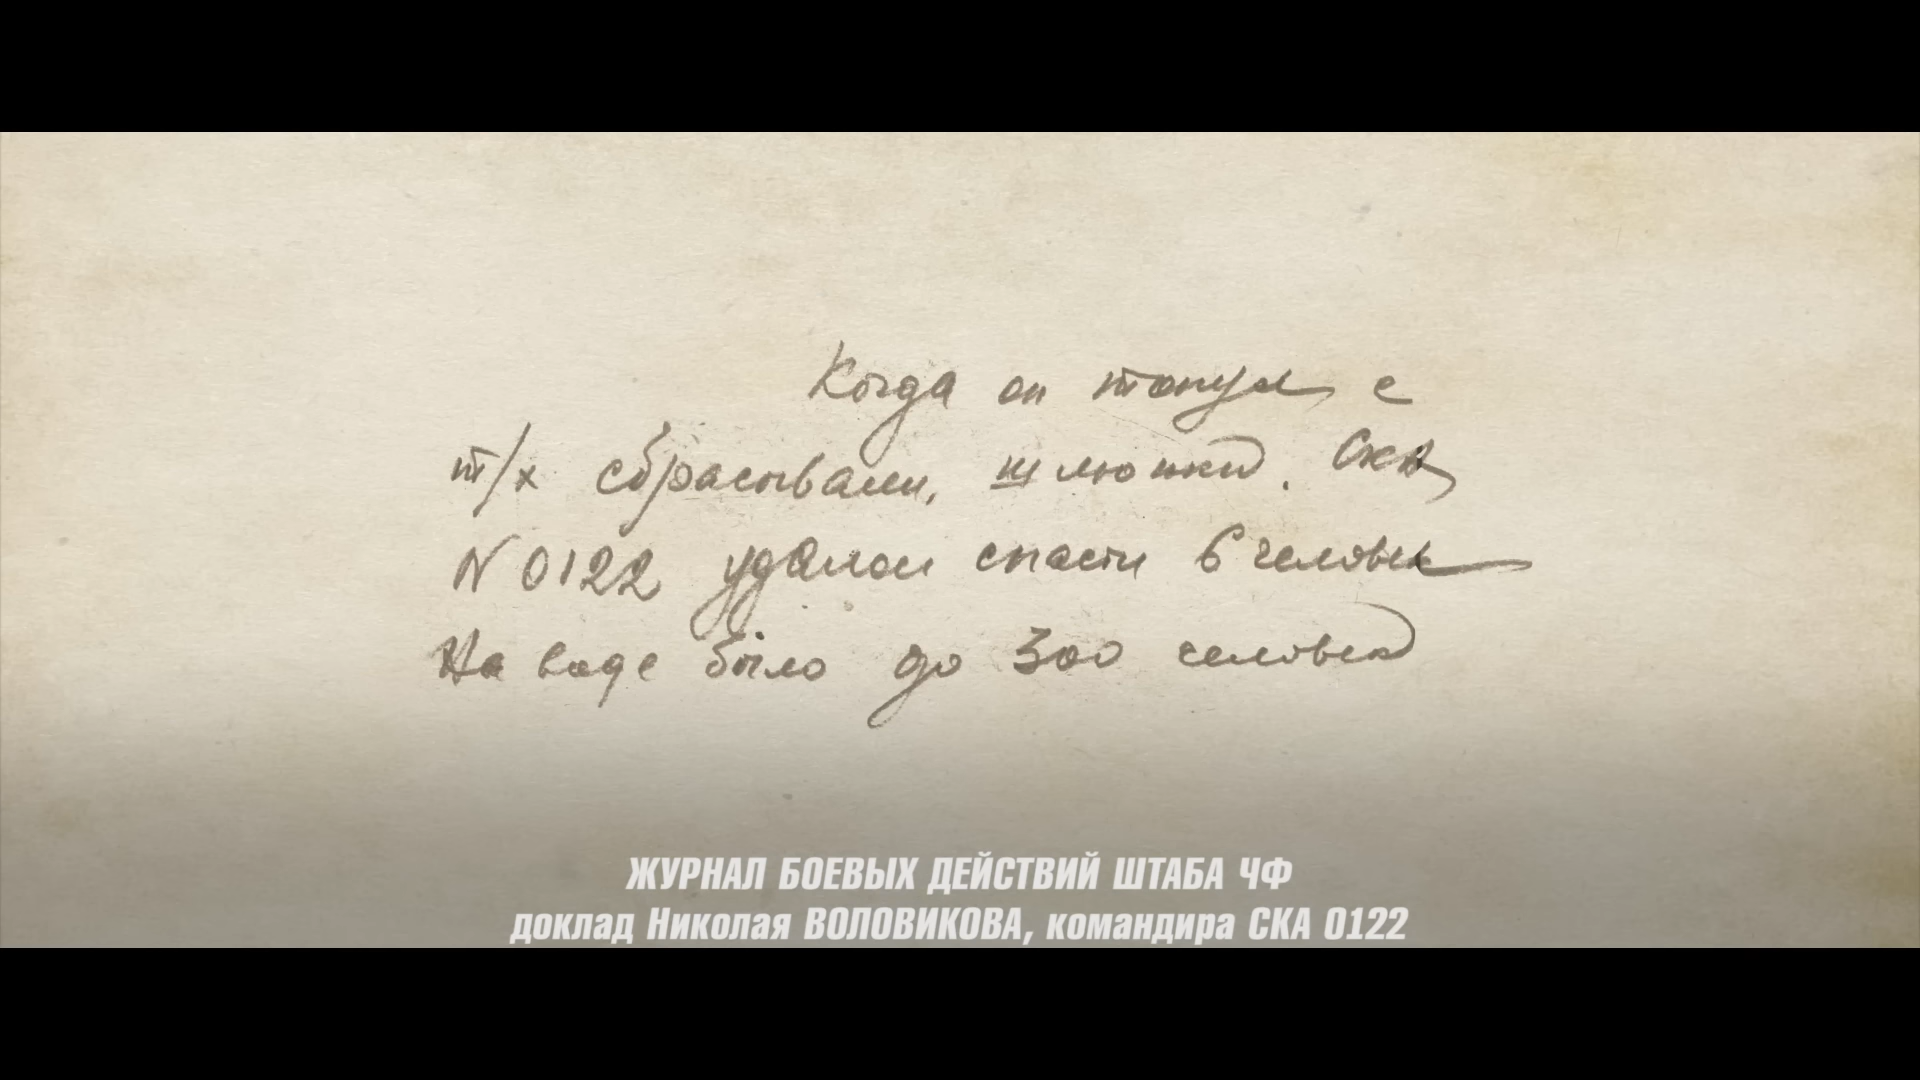 Когда он тонул с
т/х сбрасывали, шлюпки. Ска
N 0122 удалось спасти 6 человек
На воде было до 300 человек
ЖУРНАЛ БОЕВЫХ ДЕЙСТВИЙ ШТАБА ЧФ
доклад Николая ВОЛОВИКОВА, командира СКА 0122